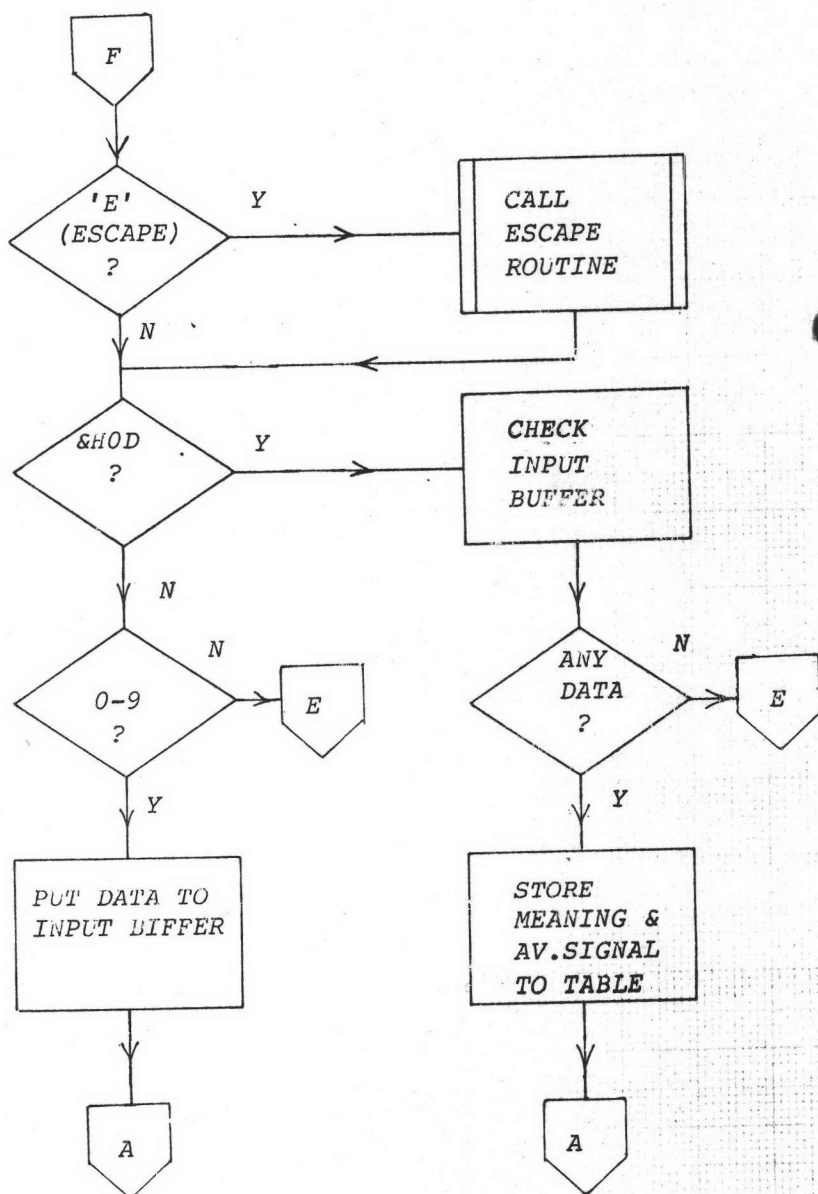 F
'E'
(ESCAPE)
?
Y
CALL
ESCAPE
ROUTINE
N
&HOD
?
Y
CHECK
INPUT
BUFFER
N
0-9
?
N
E
ANY
DATA
?
N
E
Y
Y
PUT DATA TO
INPUT BIFFER
STORE
MEANING &
AV.SIGNAL
TO TABLE
A
A